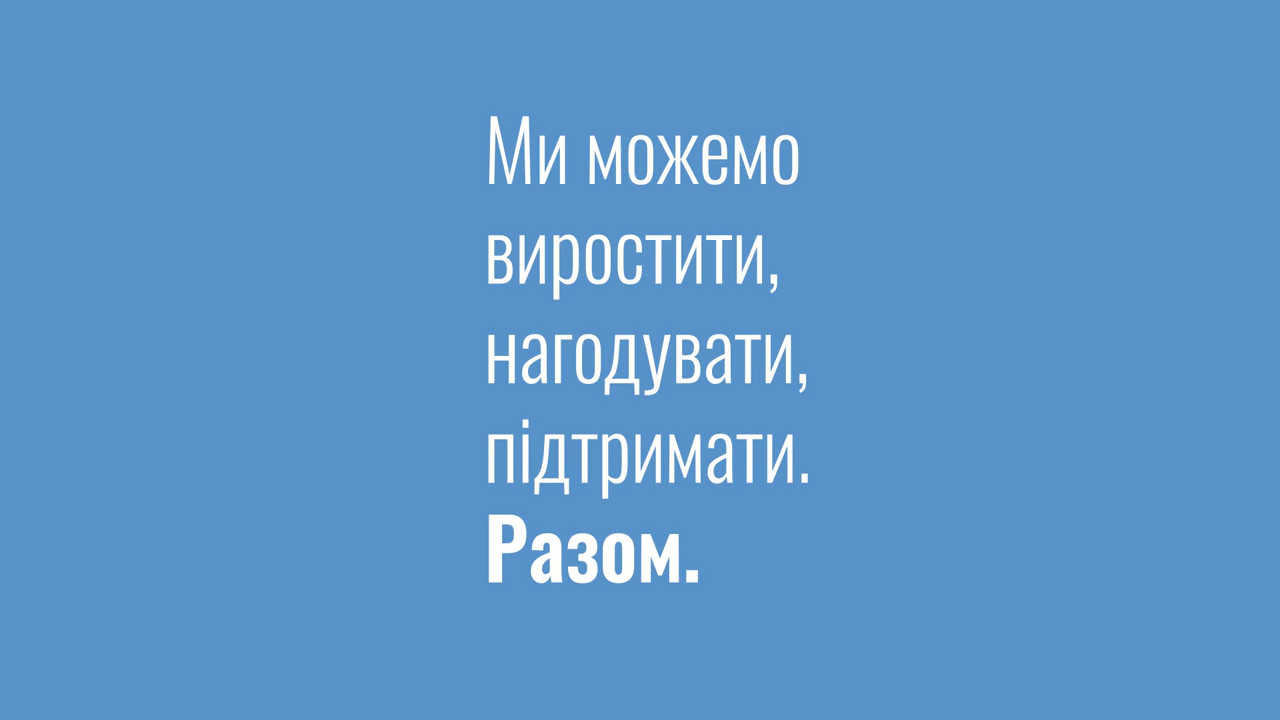 Ми можемо
виростити,
нагодувати,
підтримати.
Разом.